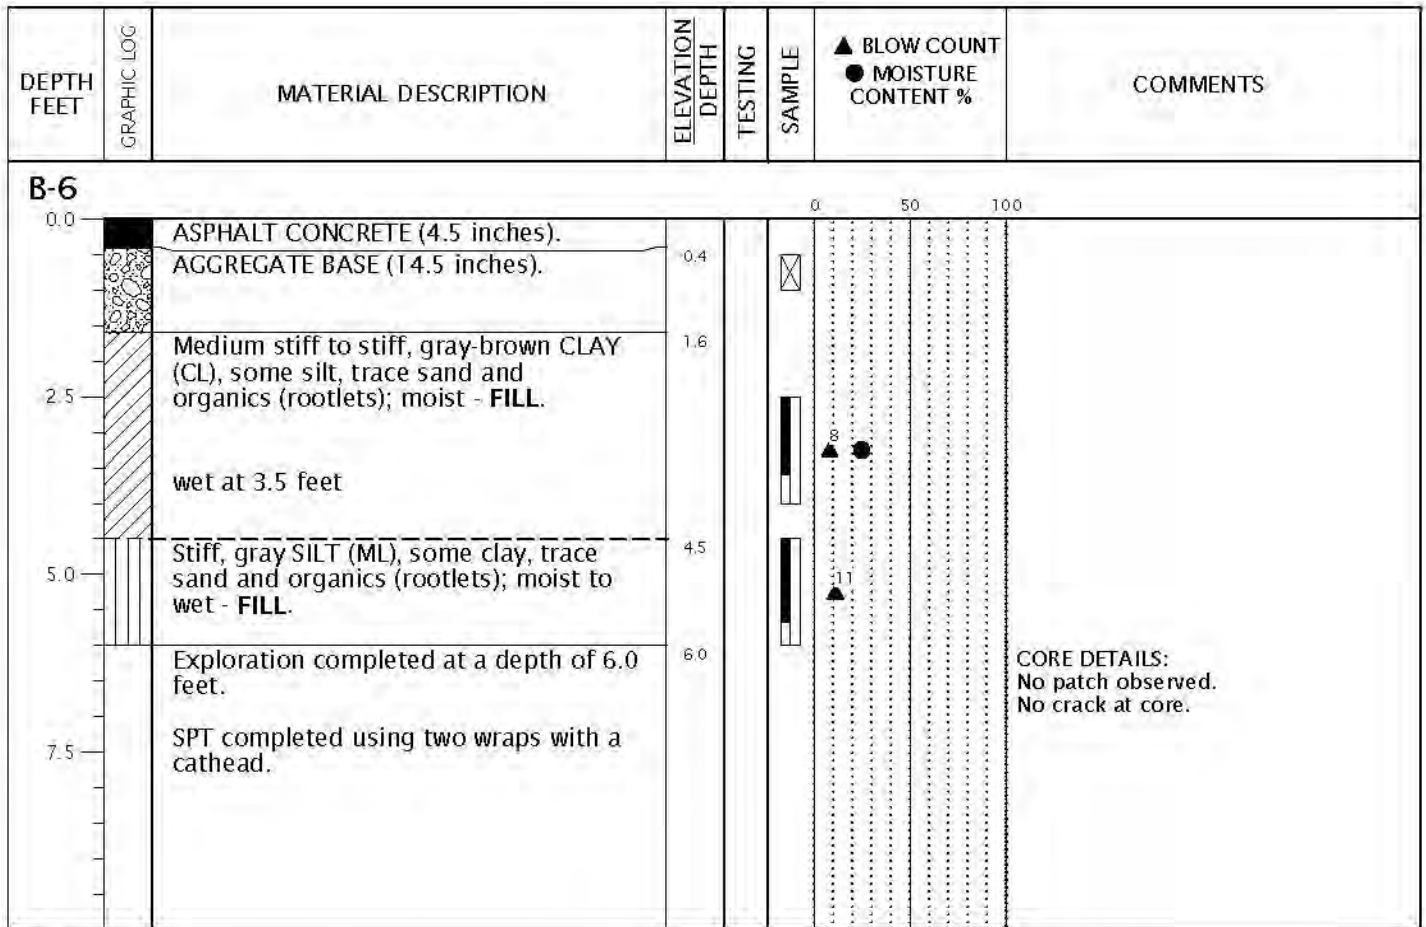 DEPTH
FEET
GRAPHIC LOG
MATERIAL DESCRIPTION
ELEVATION
DEPTH
TESTING
SAMPLE
▲ BLOW COUNT
● MOISTURE
CONTENT %
COMMENTS
B-6
0 50 100
0.0
ASPHALT CONCRETE (4.5 inches).
0.4
AGGREGATE BASE (14.5 inches).
1.6
Medium stiff to stiff, gray-brown CLAY
(CL), some silt, trace sand and
organics (rootlets); moist - FILL.
2.5
8
wet at 3.5 feet
4.5
Stiff, gray SILT (ML), some clay, trace
sand and organics (rootlets); moist to
wet - FILL.
5.0
11
6.0
Exploration completed at a depth of 6.0
feet.
CORE DETAILS:
No patch observed.
No crack at core.
SPT completed using two wraps with a
cathead.
7.5